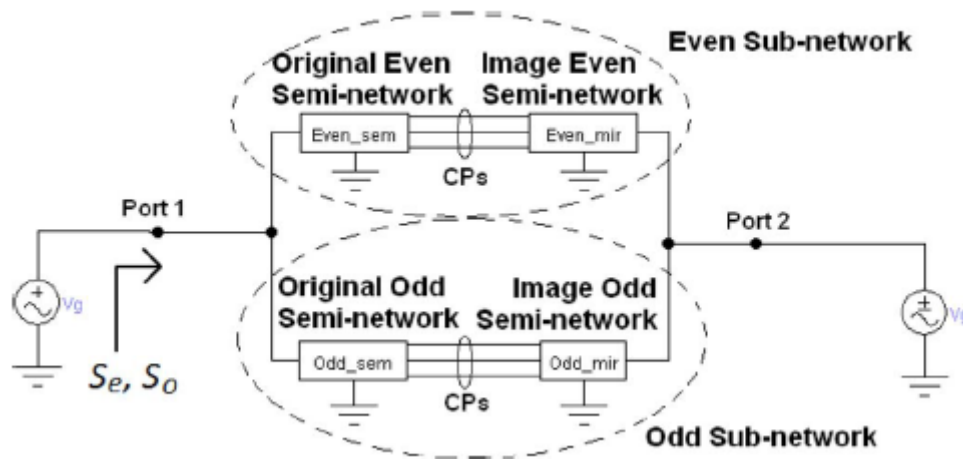 Even Sub-network
Original Even
Semi-network
Image Even
Semi-network
Even_sem
Even_mir
CPs
Port 1
Port 2
Vg
Original Odd
Semi-network
Image Odd
Semi-network
Odd_sem
Odd_mir
CPs
Se, So
Odd Sub-network